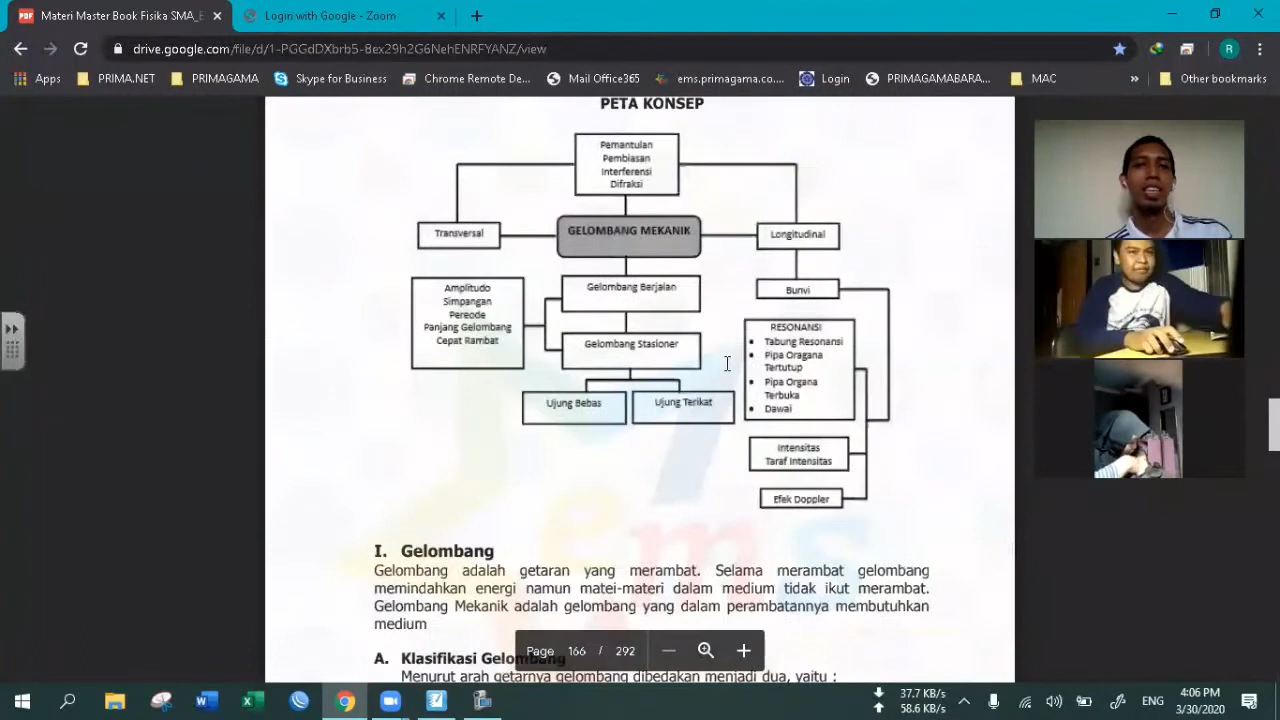 Materi Master Book Fisika SMA_E
Login with Google - Zoom
drive.google.com/file/d/1-PGGdDXbrb5-8ex29h2G6NehENRFYANZ/view
R
Apps
PRIMA.NET
PRIMAGAMA
Skype for Business
Chrome Remote De...
Mail Office365
ems.primagama.co....
Login
PRIMAGAMABARA...
MAC
»
Other bookmarks
PETA KONSEP
Pemantulan
Pembiasan
Interferensi
Difraksi
Transversal
GELOMBANG MEKANIK
Longitudinal
Amplitudo
Simpangan
Pereode
Panjang Gelombang
Cepat Rambat
Gelombang Berjalan
Bunyi
Gelombang Stasioner
RESONANSI
• Tabung Resonansi
• Pipa Oragana
Tertutup
• Pipa Organa
Terbuka
• Dawai
Ujung Bebas
Ujung Terikat
Intensitas
Taraf Intensitas
Efek Doppler
I. Gelombang
Gelombang adalah getaran yang merambat. Selama merambat gelombang
memindahkan energi namun matei-materi dalam medium tidak ikut merambat.
Gelombang Mekanik adalah gelombang yang dalam perambatannya membutuhkan
medium
A. Klasifikasi Gelombang
Menurut arah getarnya gelombang dibedakan menjadi dua, yaitu :
Page 166 / 292
37.7 KB/s
58.6 KB/s
ENG
4:06 PM
3/30/2020